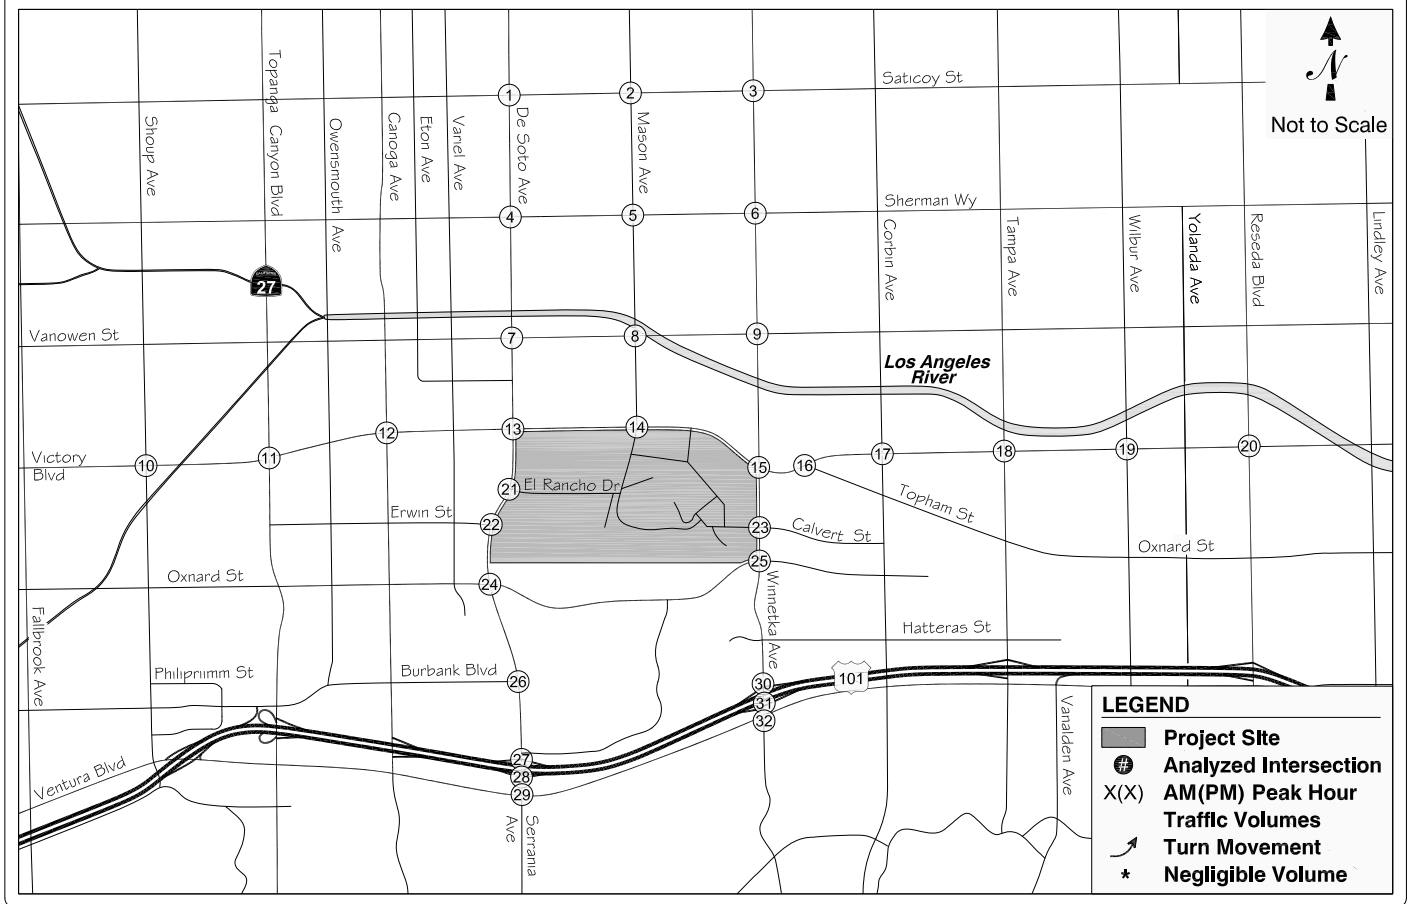 Saticoy St
Not to Scale
1
2
3
Topanga Canyon Blvd
Shoup Ave
Owensmouth Ave
Canoga Ave
Eton Ave
Variel Ave
De Soto Ave
Mason Ave
Sherman Wy
4
5
6
Corbin Ave
Tampa Ave
Wilbur Ave
Yolanda Ave
Reseda Blvd
Lindley Ave
CALIFORNIA
27
Vanowen St
7
8
9
Los Angeles
River
Victory
Blvd
10
11
12
13
14
15
16
17
18
19
20
21
El Rancho Dr
Erwin St
22
23
Calvert St
Topham St
Oxnard St
Oxnard St
24
25
Winnetka Ave
Fallbrook Ave
Hatteras St
Philiprimm St
Burbank Blvd
26
30
31
32
101
Ventura Blvd
27
28
29
Serrania
Ave
Vanalden Ave
LEGEND
Project SIte
# Analyzed Intersection
X(X) AM(PM) Peak Hour
Traffic Volumes
Turn Movement
* Negligible Volume